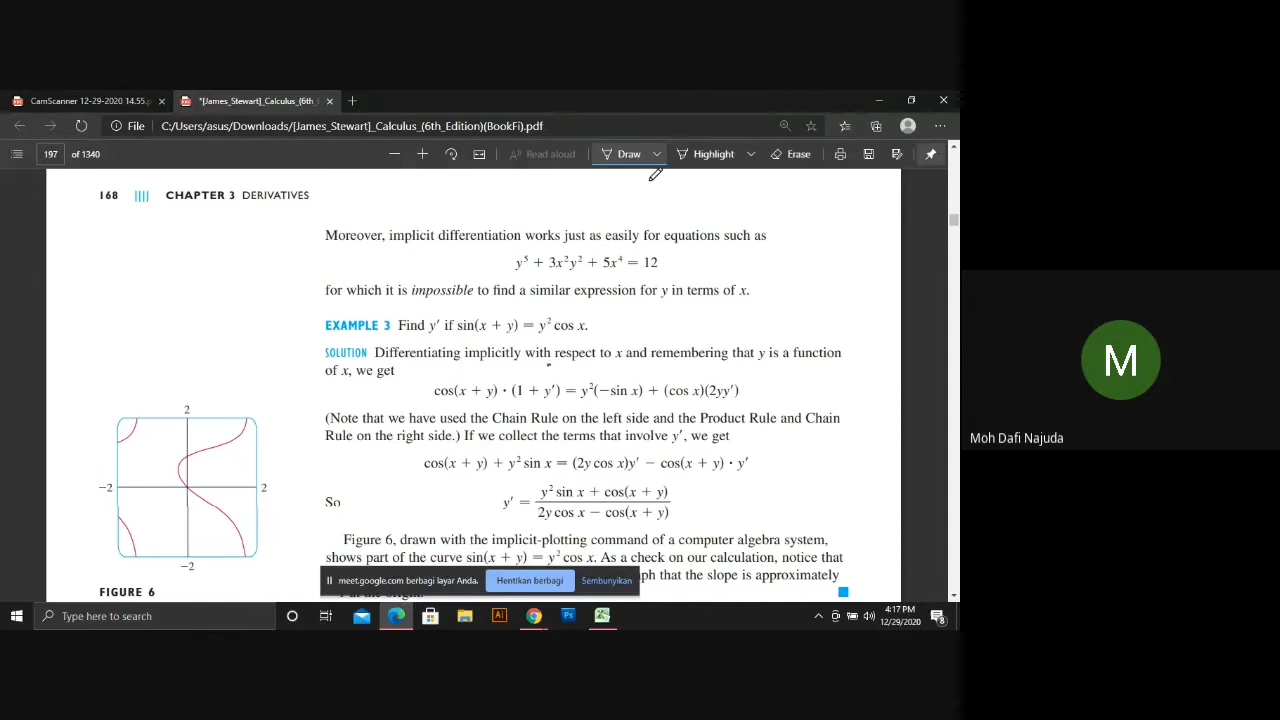 CamScanner 12-29-2020 14.55.p
*[James_Stewart]_Calculus_(6th_E
File C:/Users/asus/Downloads/[James_Stewart]_Calculus_(6th_Edition)(BookFi).pdf
197 of 1340 Read aloud Draw Highlight Erase
168 CHAPTER 3 DERIVATIVES
Moreover, implicit differentiation works just as easily for equations such as
y⁵ + 3x²y² + 5x⁴ = 12
for which it is impossible to find a similar expression for y in terms of x.
EXAMPLE 3 Find y′ if sin(x + y) = y² cos x.
SOLUTION Differentiating implicitly with respect to x and remembering that y is a function
of x, we get
cos(x + y) · (1 + y′) = y²(−sin x) + (cos x)(2yy′)
(Note that we have used the Chain Rule on the left side and the Product Rule and Chain
Rule on the right side.) If we collect the terms that involve y′, we get
cos(x + y) + y² sin x = (2y cos x)y′ − cos(x + y) · y′
So y′ = (y² sin x + cos(x + y)) / (2y cos x − cos(x + y))
Figure 6, drawn with the implicit-plotting command of a computer algebra system,
shows part of the curve sin(x + y) = y² cos x. As a check on our calculation, notice that
ph that the slope is approximately
2
−2
2
−2
FIGURE 6
meet.google.com berbagi layar Anda. Hentikan berbagi Sembunyikan
Type here to search
4:17 PM
12/29/2020
8
M
Moh Dafi Najuda